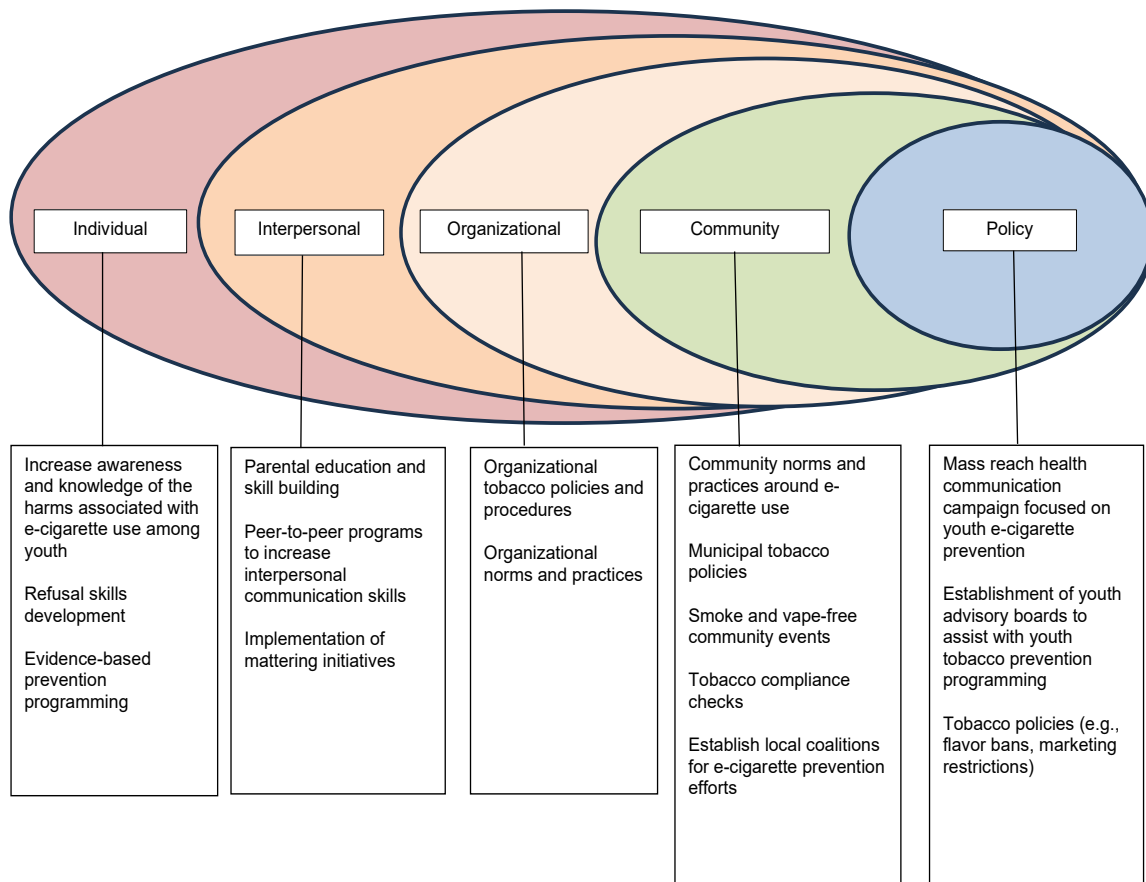 Individual
Interpersonal
Organizational
Community
Policy
Increase awareness
and knowledge of the
harms associated with
e-cigarette use among
youth
Refusal skills
development
Evidence-based
prevention
programming
Parental education and
skill building
Peer-to-peer programs
to increase
interpersonal
communication skills
Implementation of
mattering initiatives
Organizational
tobacco policies and
procedures
Organizational
norms and practices
Community norms and
practices around e-
cigarette use
Municipal tobacco
policies
Smoke and vape-free
community events
Tobacco compliance
checks
Establish local coalitions
for e-cigarette prevention
efforts
Mass reach health
communication
campaign focused on
youth e-cigarette
prevention
Establishment of youth
advisory boards to
assist with youth
tobacco prevention
programming
Tobacco policies (e.g.,
flavor bans, marketing
restrictions)